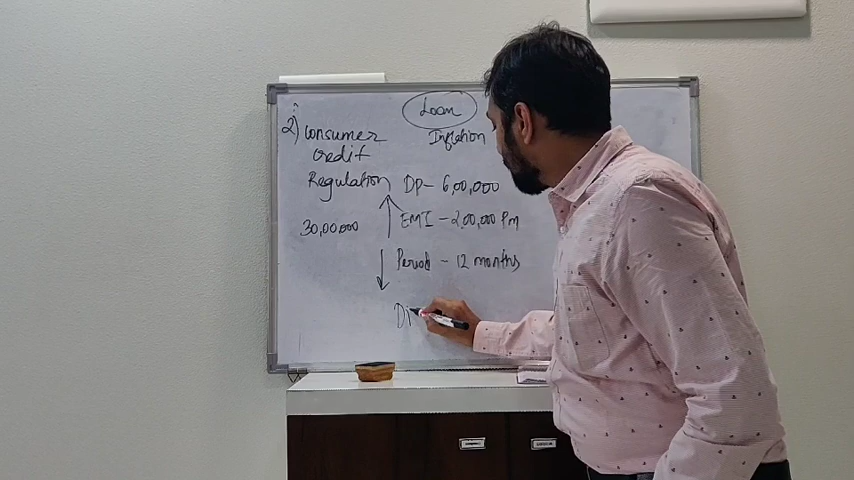 Loan
2) Consumer
Credit
Regulation
Inflation
DP- 6,00,000
30,00,000
EMI - 2,00,000 Pm
Period - 12 months
Di